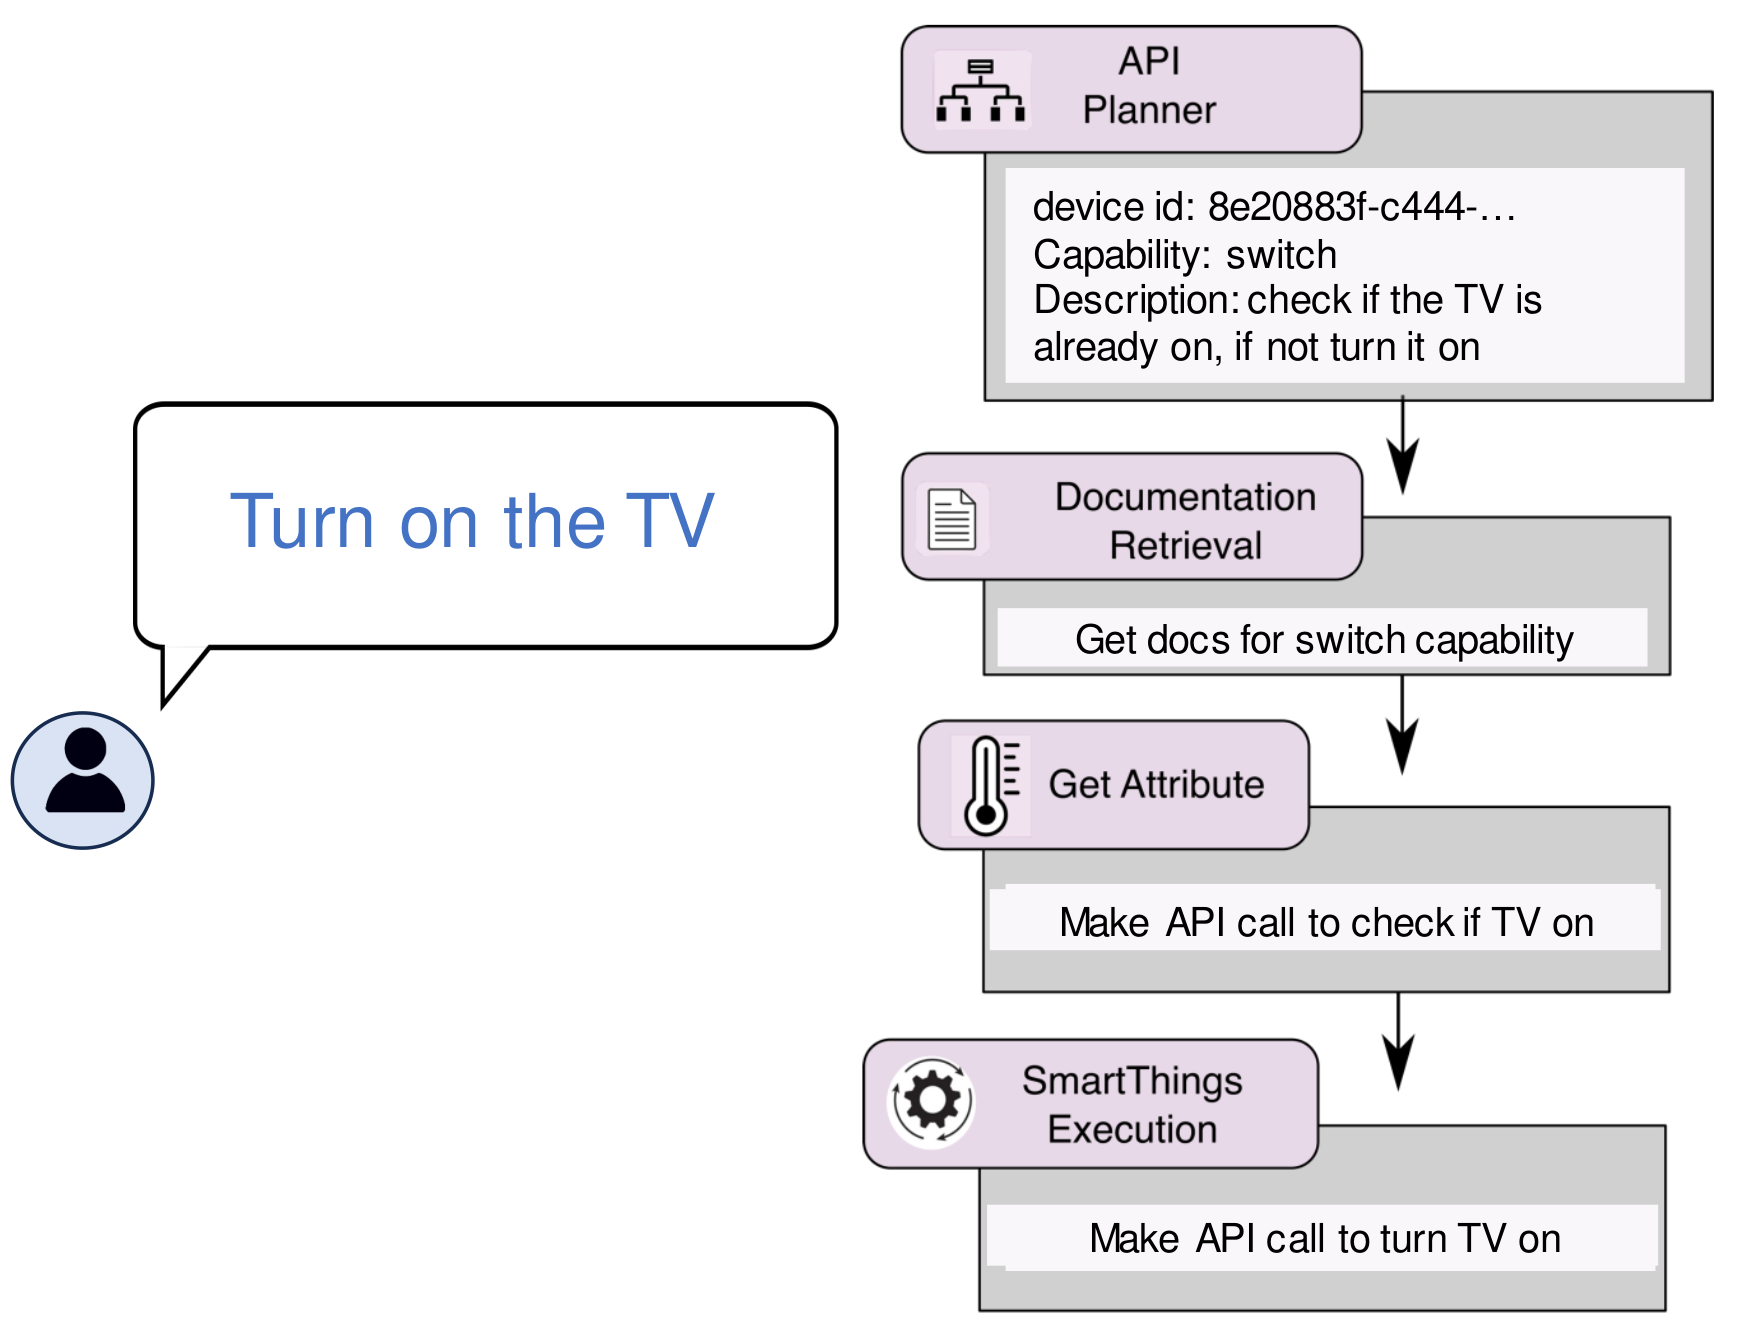 Turn on the TV
API
Planner
device id: 8e20883f-c444-...
Capability: switch
Description: check if the TV is
already on, if not turn it on
Documentation
Retrieval
Get docs for switch capability
Get Attribute
Make API call to check if TV on
SmartThings
Execution
Make API call to turn TV on